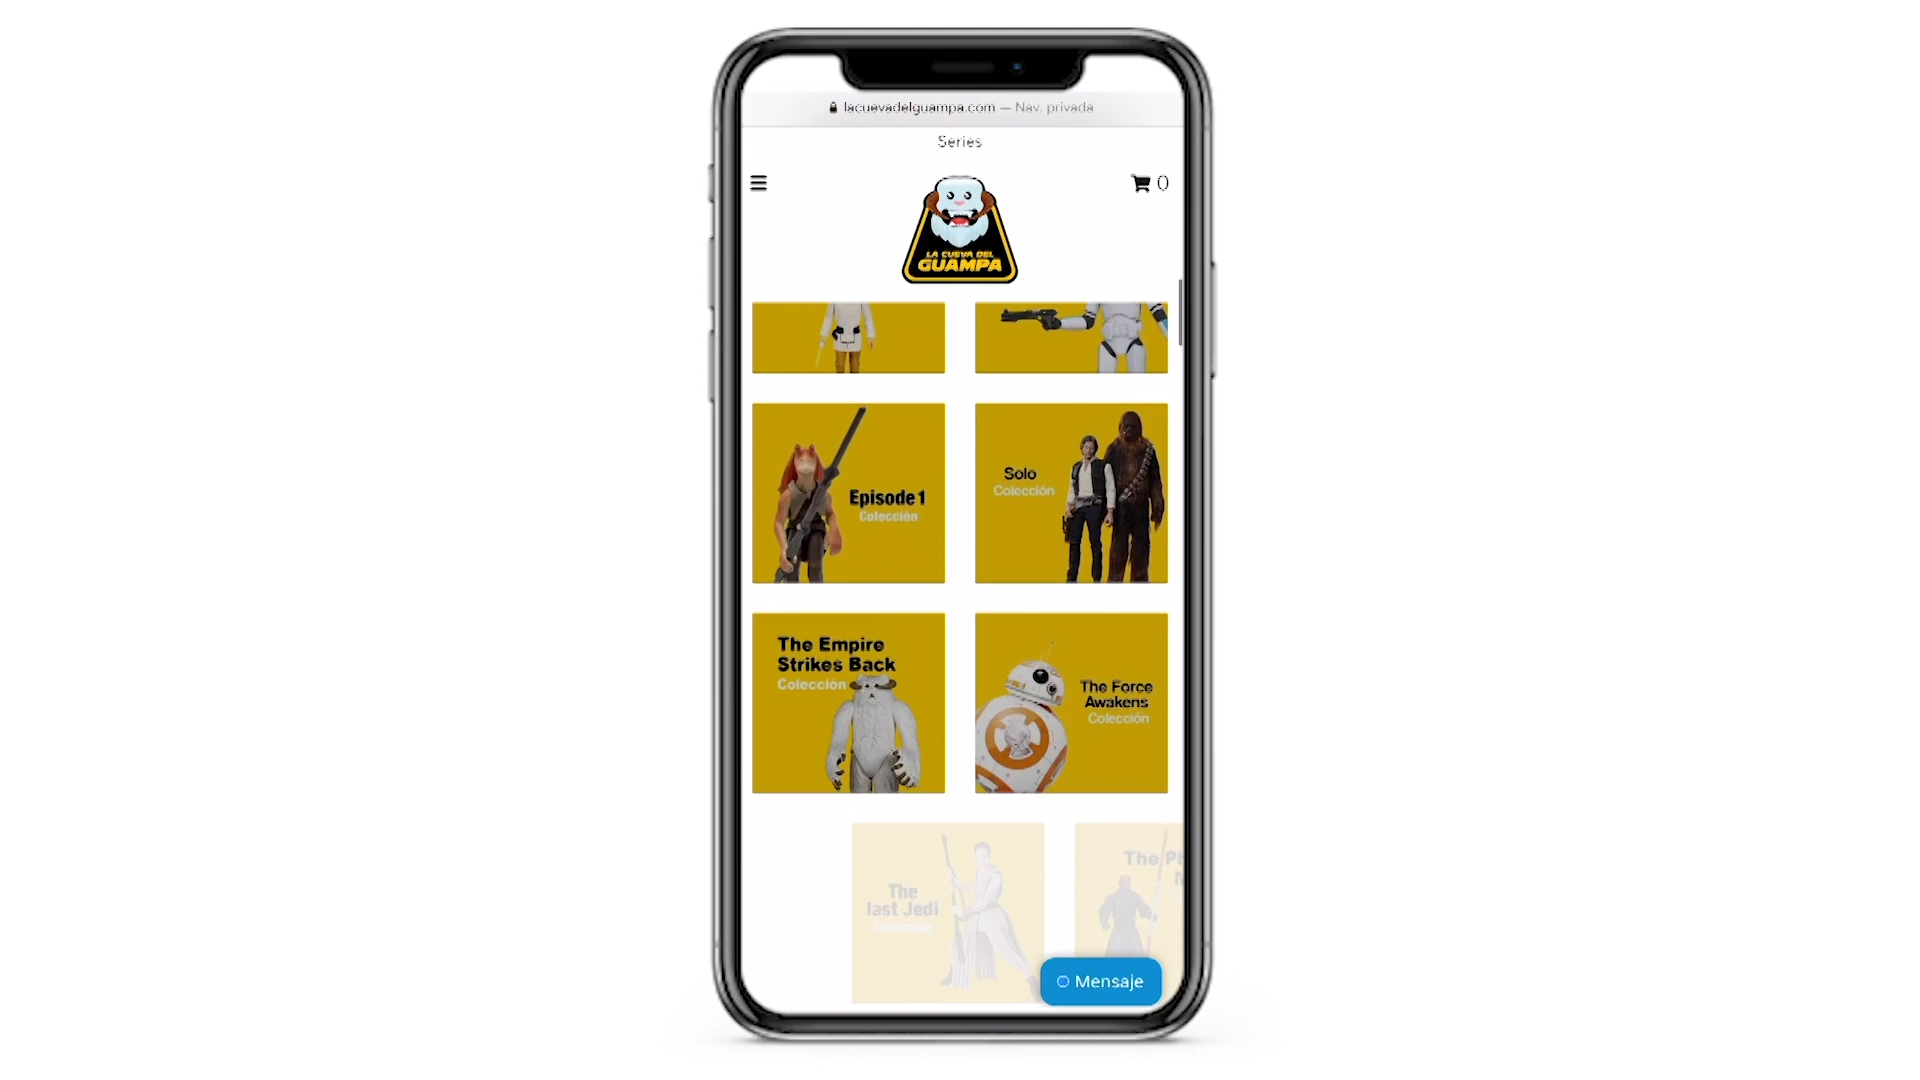 lacuevadelguampa.com — Nav. privada
Series
0
LA CUEVA DEL
GUAMPA
Episode 1
Colección
Solo
Colección
The Empire
Strikes Back
Colección
The Force
Awakens
Colección
The
last Jedi
The
Mensaje